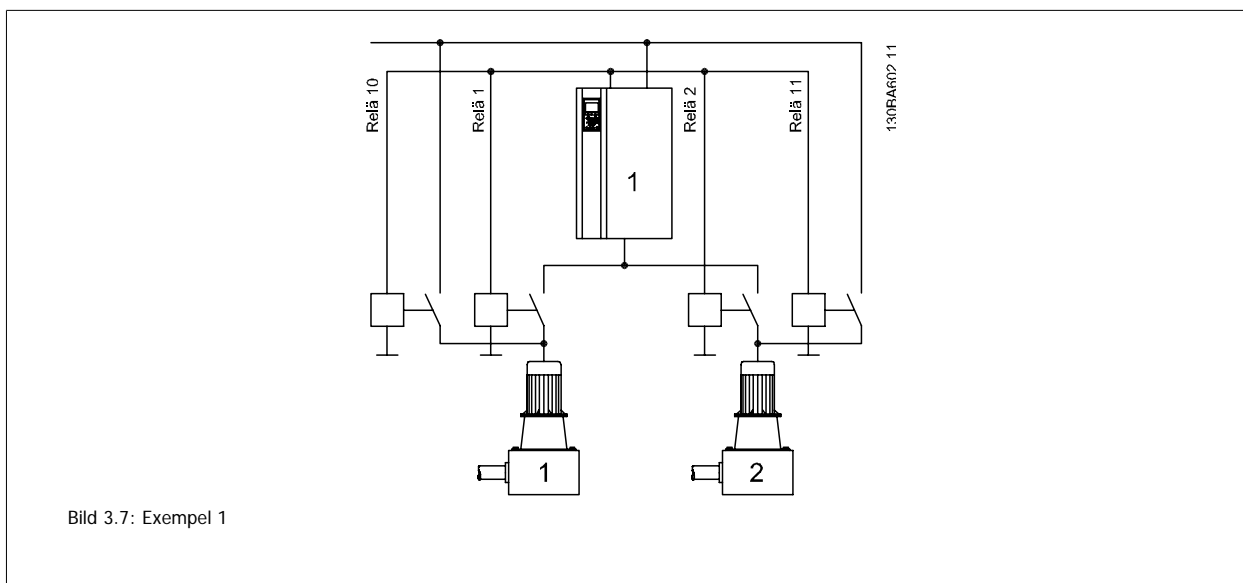 Relä 10
Relä 1
Relä 2
Relä 11
130BA602.11
1
1
2
Bild 3.7: Exempel 1